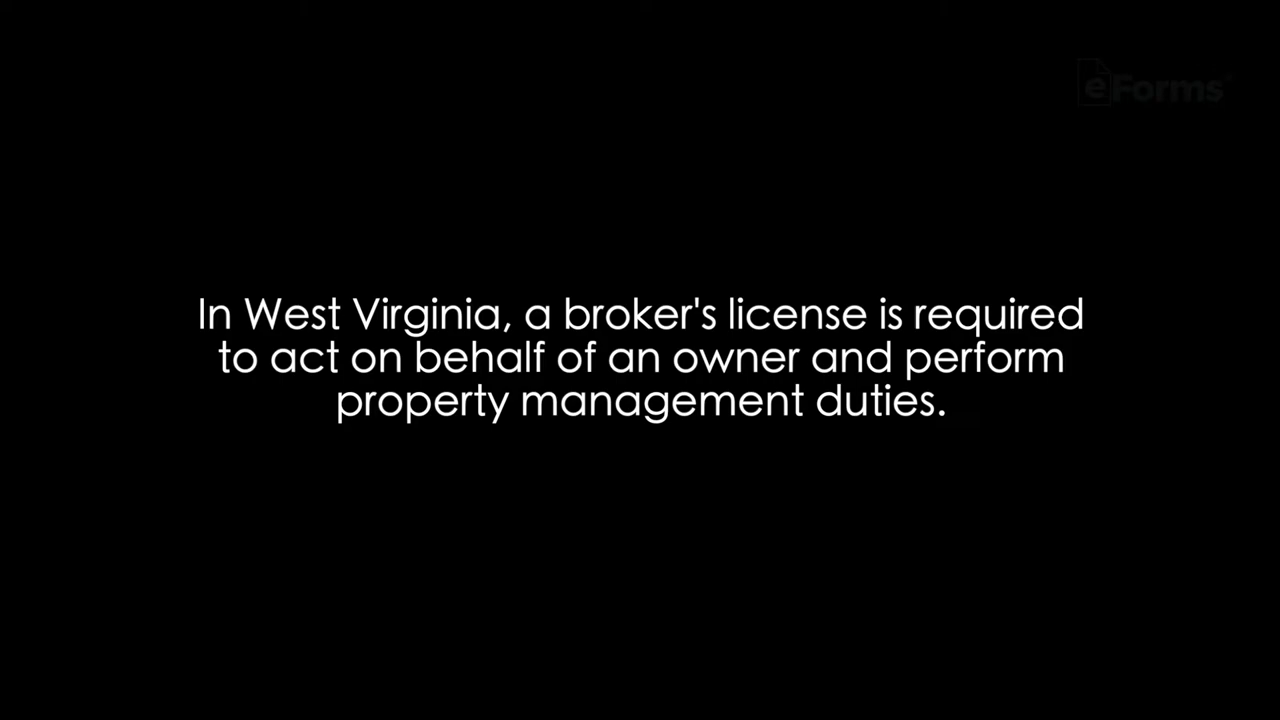 eForms
In West Virginia, a broker's license is required
to act on behalf of an owner and perform
property management duties.